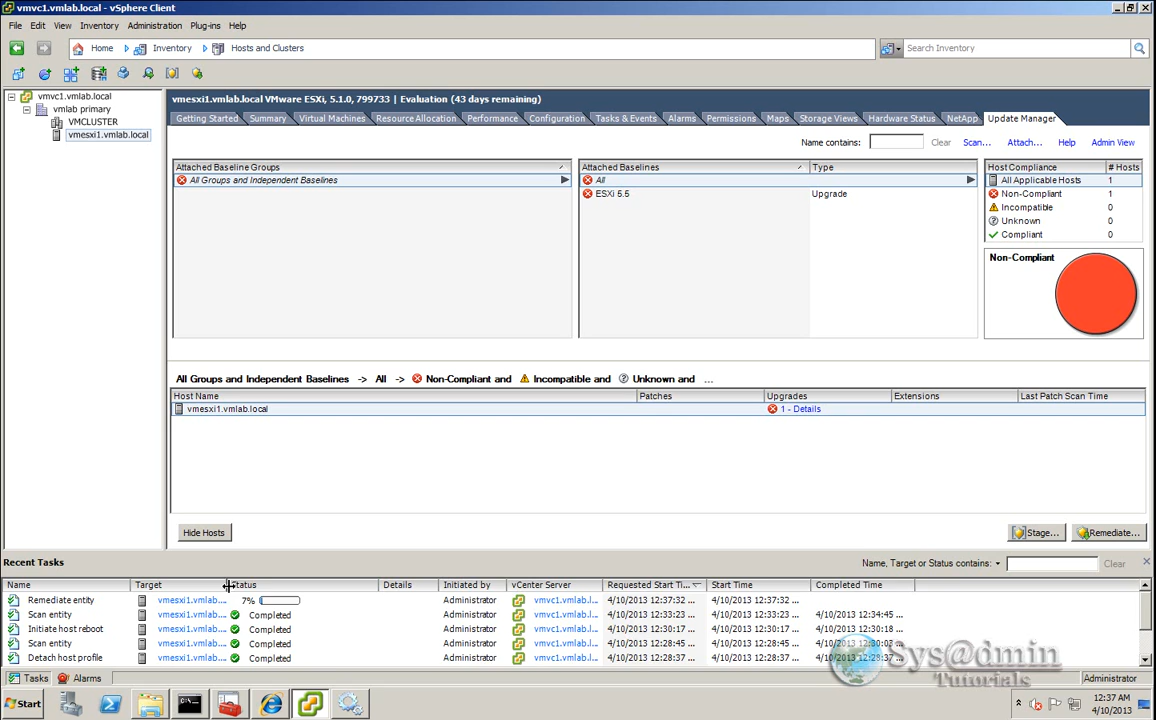 vmvc1.vmlab.local - vSphere Client
File Edit View Inventory Administration Plug-ins Help
Home Inventory Hosts and Clusters Search Inventory
vmvc1.vmlab.local
vmlab primary
VMCLUSTER
vmesxi1.vmlab.local
vmesxi1.vmlab.local VMware ESXi, 5.1.0, 799733 | Evaluation (43 days remaining)
Getting Started Summary Virtual Machines Resource Allocation Performance Configuration Tasks & Events Alarms Permissions Maps Storage Views Hardware Status NetApp Update Manager
Name contains: Clear Scan... Attach... Help Admin View
Attached Baseline Groups Attached Baselines Type Host Compliance # Hosts
All Groups and Independent Baselines All All Applicable Hosts 1
ESXi 5.5 Upgrade Non-Compliant 1
Incompatible 0
Unknown 0
Compliant 0
Non-Compliant
All Groups and Independent Baselines -> All -> Non-Compliant and Incompatible and Unknown and ...
Host Name Patches Upgrades Extensions Last Patch Scan Time
vmesxi1.vmlab.local 1 - Details
Hide Hosts Stage... Remediate...
Recent Tasks Name, Target or Status contains: Clear
Name Target Status Details Initiated by vCenter Server Requested Start Ti... Start Time Completed Time
Remediate entity vmesxi1.vmlab.... 7% Administrator vmvc1.vmlab.l... 4/10/2013 12:37:32 ... 4/10/2013 12:37:32 ...
Scan entity vmesxi1.vmlab.... Completed Administrator vmvc1.vmlab.l... 4/10/2013 12:33:23 ... 4/10/2013 12:33:23 ... 4/10/2013 12:34:45 ...
Initiate host reboot vmesxi1.vmlab.... Completed Administrator vmvc1.vmlab.l... 4/10/2013 12:30:17 ... 4/10/2013 12:30:17 ... 4/10/2013 12:30:18 ...
Scan entity vmesxi1.vmlab.... Completed Administrator vmvc1.vmlab.l... 4/10/2013 12:28:45 ... 4/10/2013 12:28:45 ... 4/10/2013 12:30:03 ...
Detach host profile vmesxi1.vmlab.... Completed Administrator vmvc1.vmlab.l... 4/10/2013 12:28:37 ... 4/10/2013 12:28:37 ... 4/10/2013 12:28:37 ...
Sys@dmin
Tutorials
Tasks Alarms Administrator
Start 12:37 AM
4/10/2013